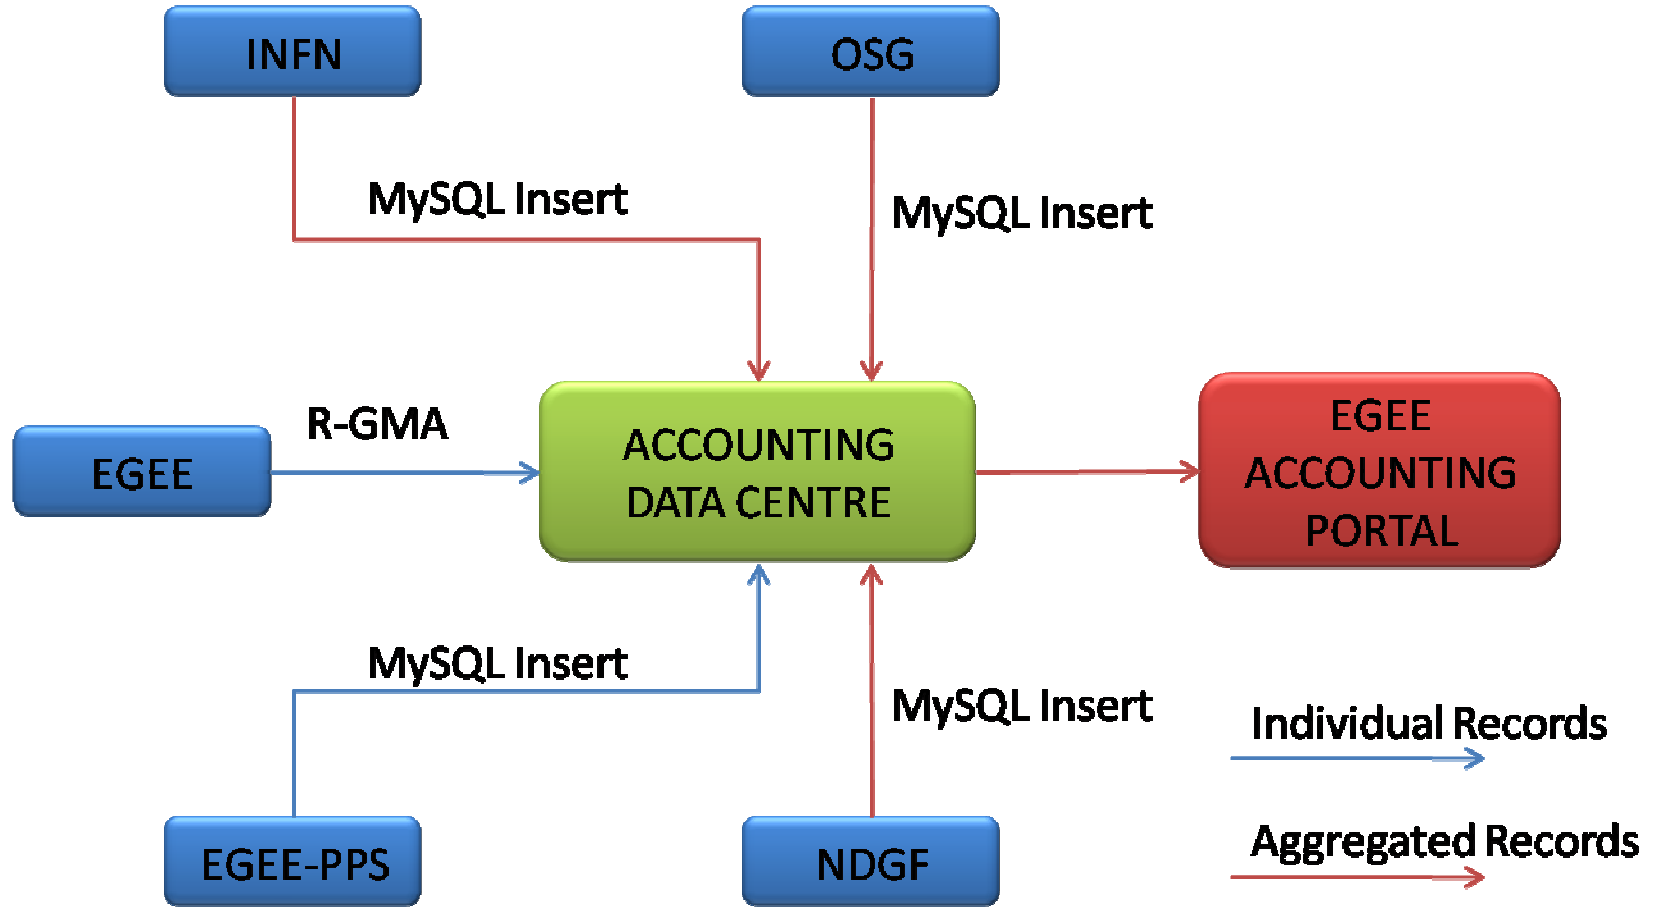 INFN
OSG
MySQL Insert
MySQL Insert
R-GMA
EGEE
ACCOUNTING
DATA CENTRE
EGEE
ACCOUNTING
PORTAL
MySQL Insert
MySQL Insert
Individual Records
EGEE-PPS
NDGF
Aggregated Records